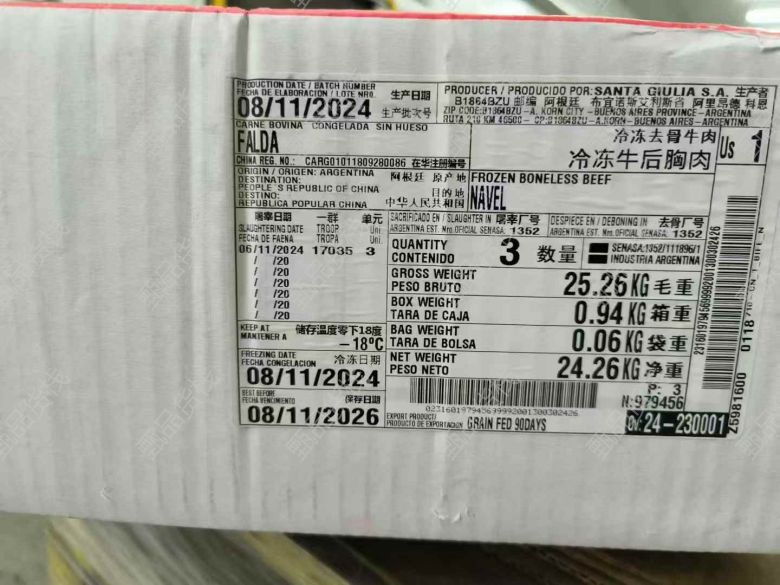 PRODUCTION DATE / BATCH NUMBER
FECHA DE ELABORACION / LOTE NRO.
生产日期
08/11/2024
生产批次号
PRODUCER / PRODUCIDO POR: SANTA GIULIA S.A. 生产者
B1864BZU 邮编 阿根廷 布宜诺斯艾利斯省 阿里昂德 科恩
ZIP CODE: B1864BZU - A. KORN CITY - BUENOS AIRES PROVINCE - ARGENTINA
RUTA 210 KM 46500 - CP: B1864BZU - A.KORN - BUENOS AIRES - ARGENTINA
CARNE BOVINA CONGELADA SIN HUESO
FALDA
冷冻去骨牛肉
冷冻牛后胸肉
Us 1
CHINA REG. NO.: CARG01011809280086 在华注册编号
ORIGIN / ORIGEN: ARGENTINA 阿根廷 原产地
DESTINATION: 目的地
PEOPLE´S REPUBLIC OF CHINA
DESTINO: 中华人民共和国
REPUBLICA POPULAR CHINA
FROZEN BONELESS BEEF
NAVEL
屠宰日期 一群 单元
SLAUGHTERING DATE TROOP Uni.
FECHA DE FAENA TROPA Uni.
06/11/2024 17035 3
/ /20
/ /20
/ /20
/ /20
/ /20
SACRIFICADO EN / SLAUGHTER IN 屠宰厂号
ARGENTINA EST. Nro. OFICIAL SENASA: 1352
DESPIECE EN / DEBONING IN 去骨厂号
ARGENTINA EST. Nro. OFICIAL SENASA: 1352
QUANTITY
CONTENIDO
3 数量
SENASA:1352/111896/1
INDUSTRIA ARGENTINA
GROSS WEIGHT
PESO BRUTO
25.26 KG 毛重
BOX WEIGHT
TARA DE CAJA
0.94 KG 箱重
BAG WEIGHT
TARA DE BOLSA
0.06 KG 袋重
NET WEIGHT
PESO NETO
24.26 KG 净重
KEEP AT
MANTENER A
储存温度零下18度
-18ºC
FREEZING DATE
FECHA CONGELACION
冷冻日期
08/11/2024
BEST BEFORE
FECHA VENCIMIENTO
保存日期
08/11/2026
P: 3
N: 979456
023160197945699992001300302426
EXPORT PRODUCT/
PRODUCTO DE EXPORTACION
GRAIN FED 90DAYS
24-230001
023160197945699992001300302426
25981600